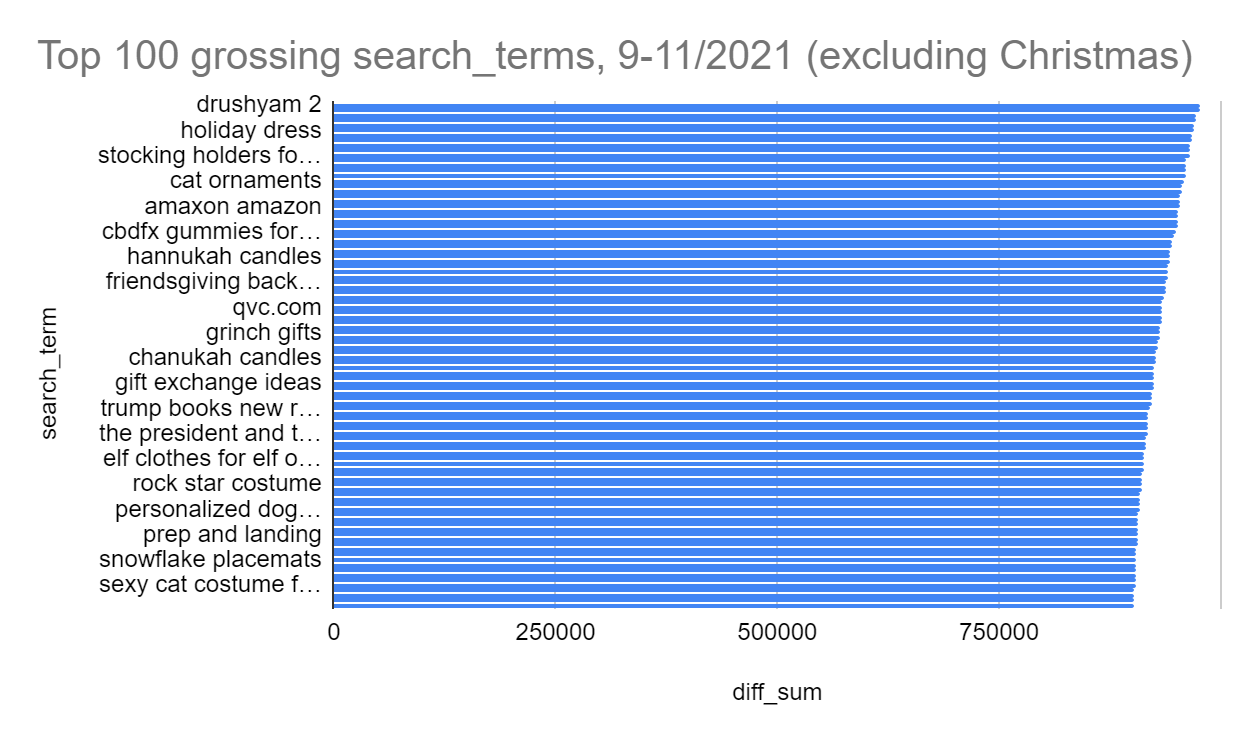 Top 100 grossing search_terms, 9-11/2021 (excluding Christmas)
drushyam 2
holiday dress
stocking holders fo…
cat ornaments
amaxon amazon
cbdfx gummies for…
hannukah candles
friendsgiving back…
qvc.com
grinch gifts
chanukah candles
gift exchange ideas
trump books new r…
the president and t…
elf clothes for elf o…
rock star costume
personalized dog…
prep and landing
snowflake placemats
sexy cat costume f…
search_term
0 250000 500000 750000
diff_sum